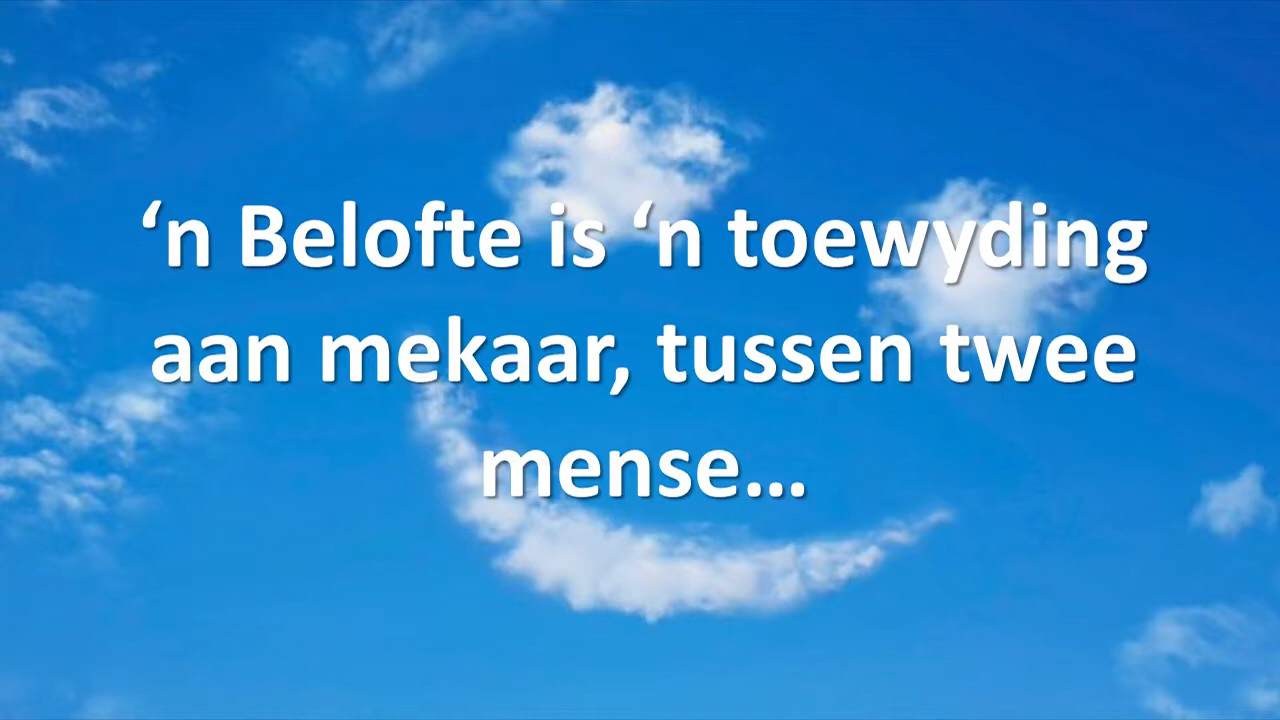 ‘n Belofte is ‘n toewyding
aan mekaar, tussen twee
mense…